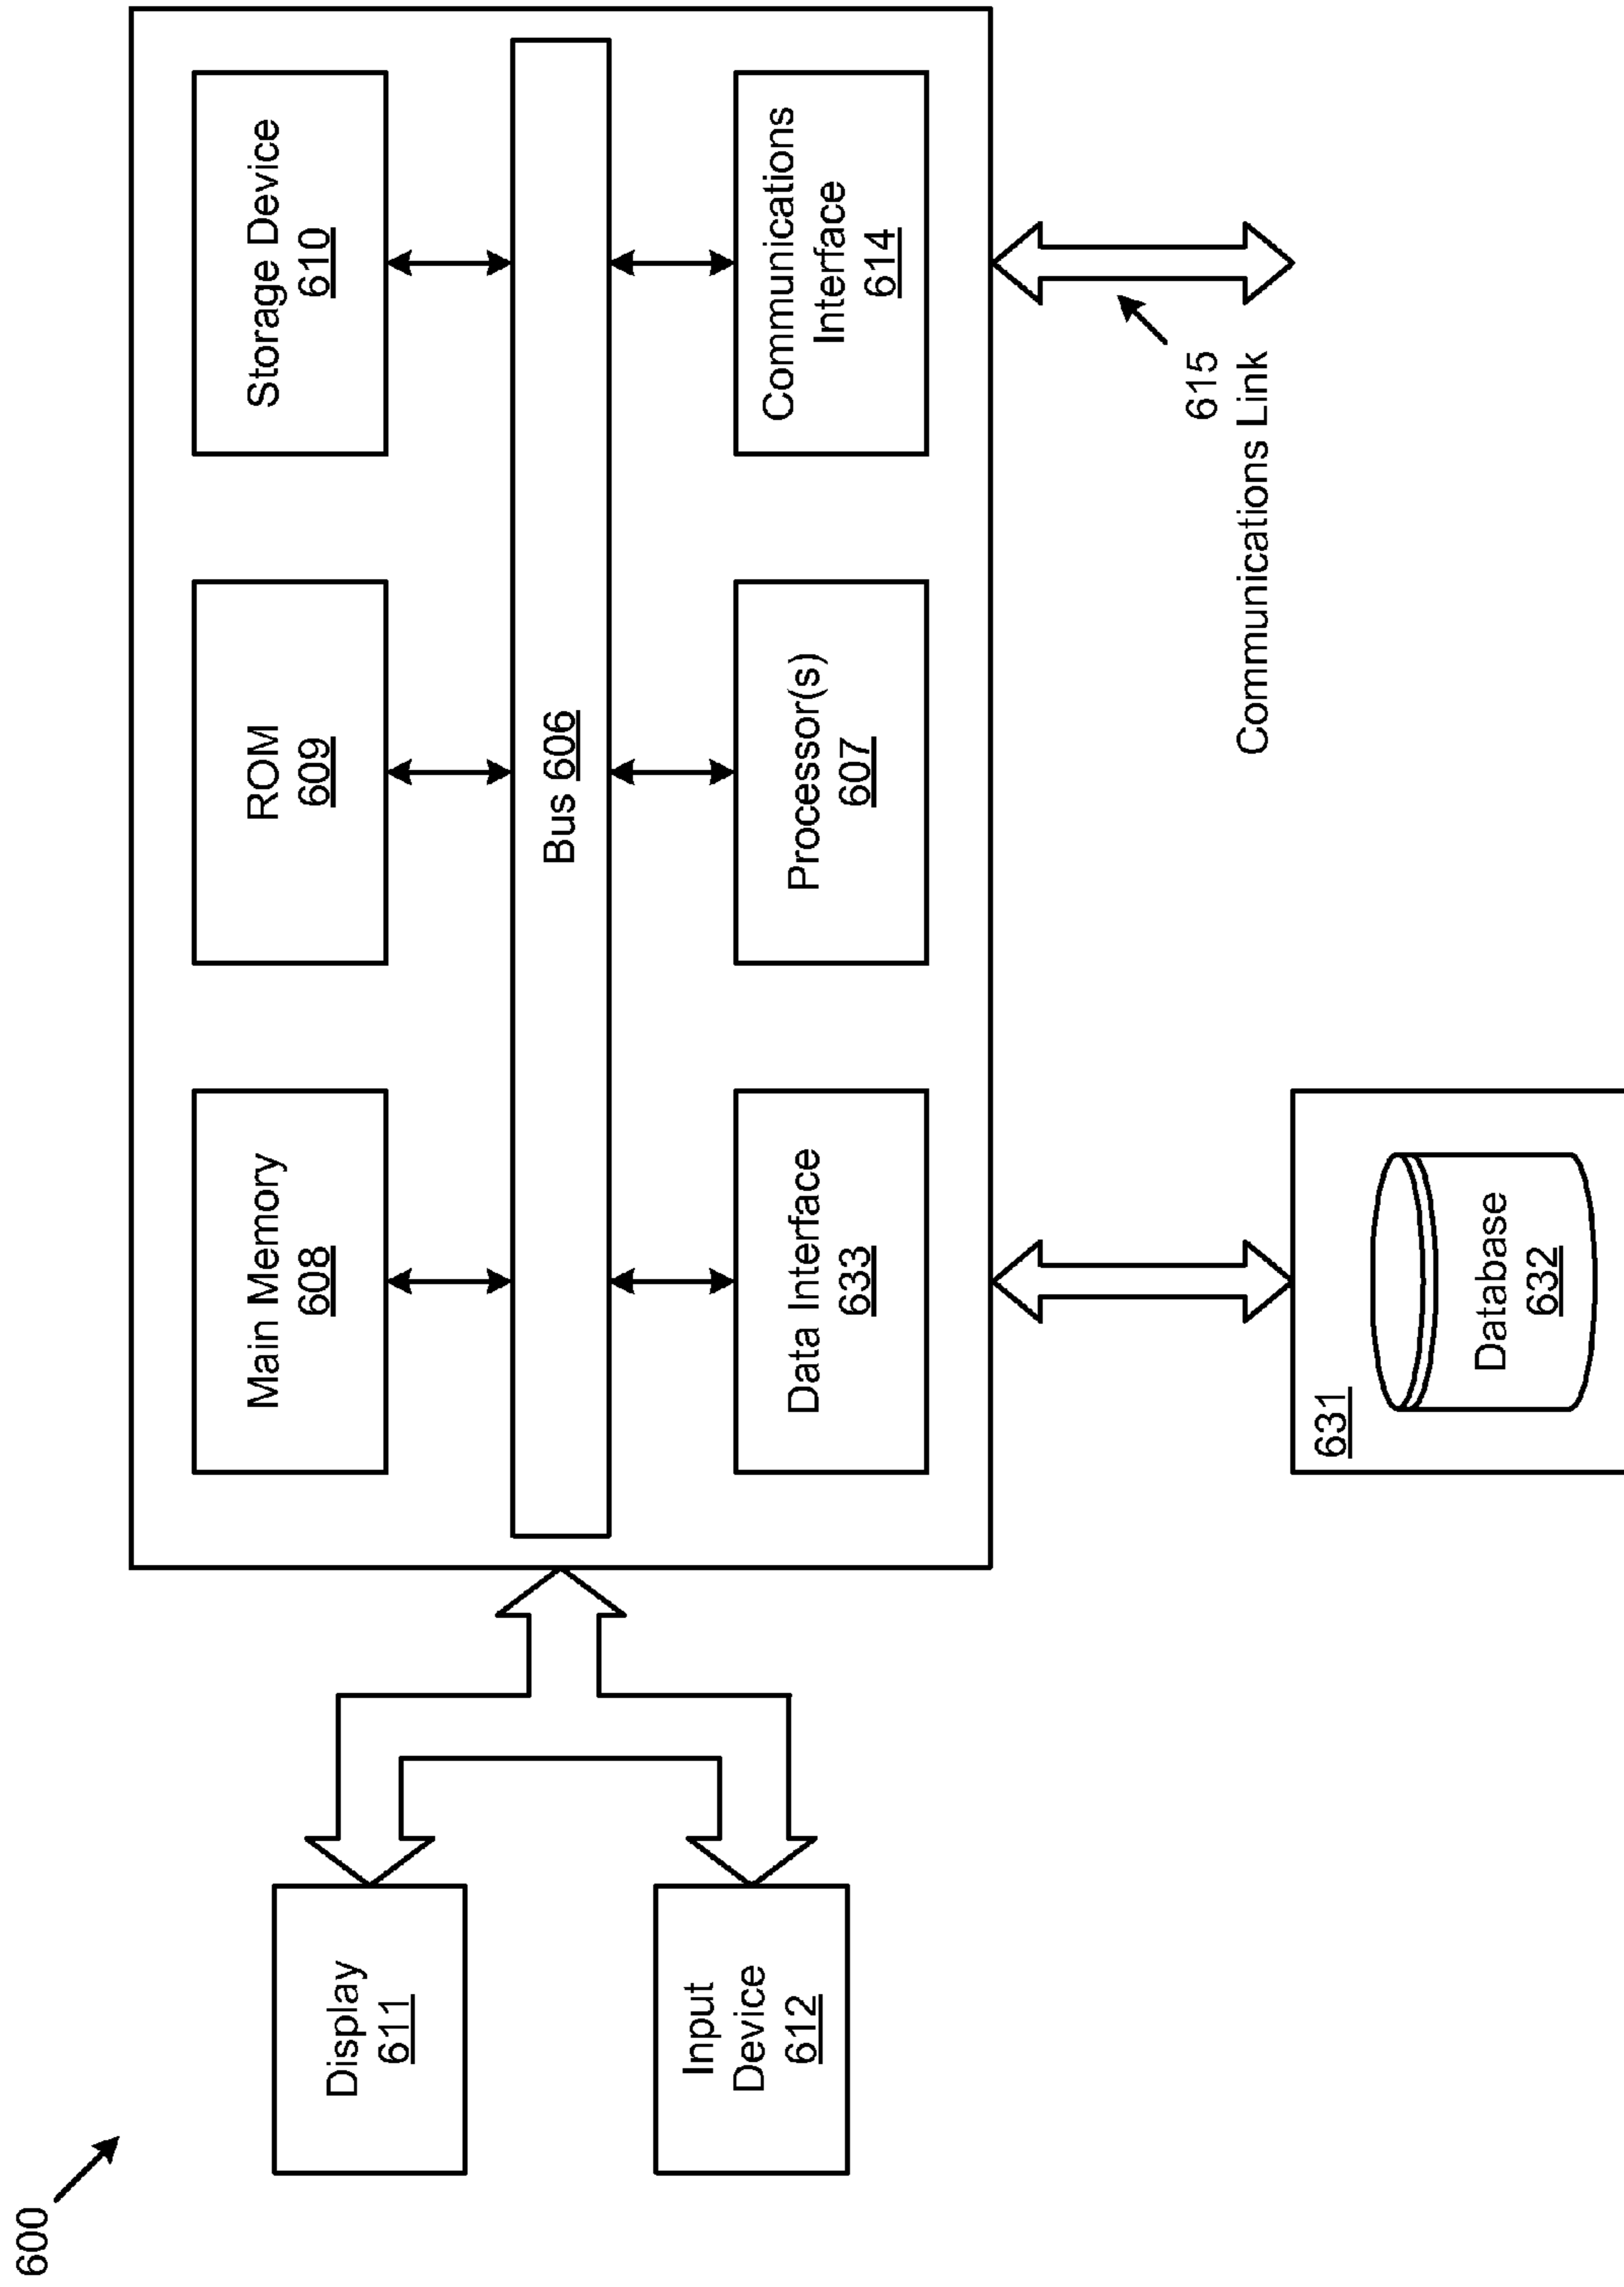 600
Display
611
Input
Device
612
Main Memory
608
ROM
609
Storage Device
610
Bus 606
Data Interface
633
Processor(s)
607
Communications
Interface
614
615
Communications Link
631
Database
632